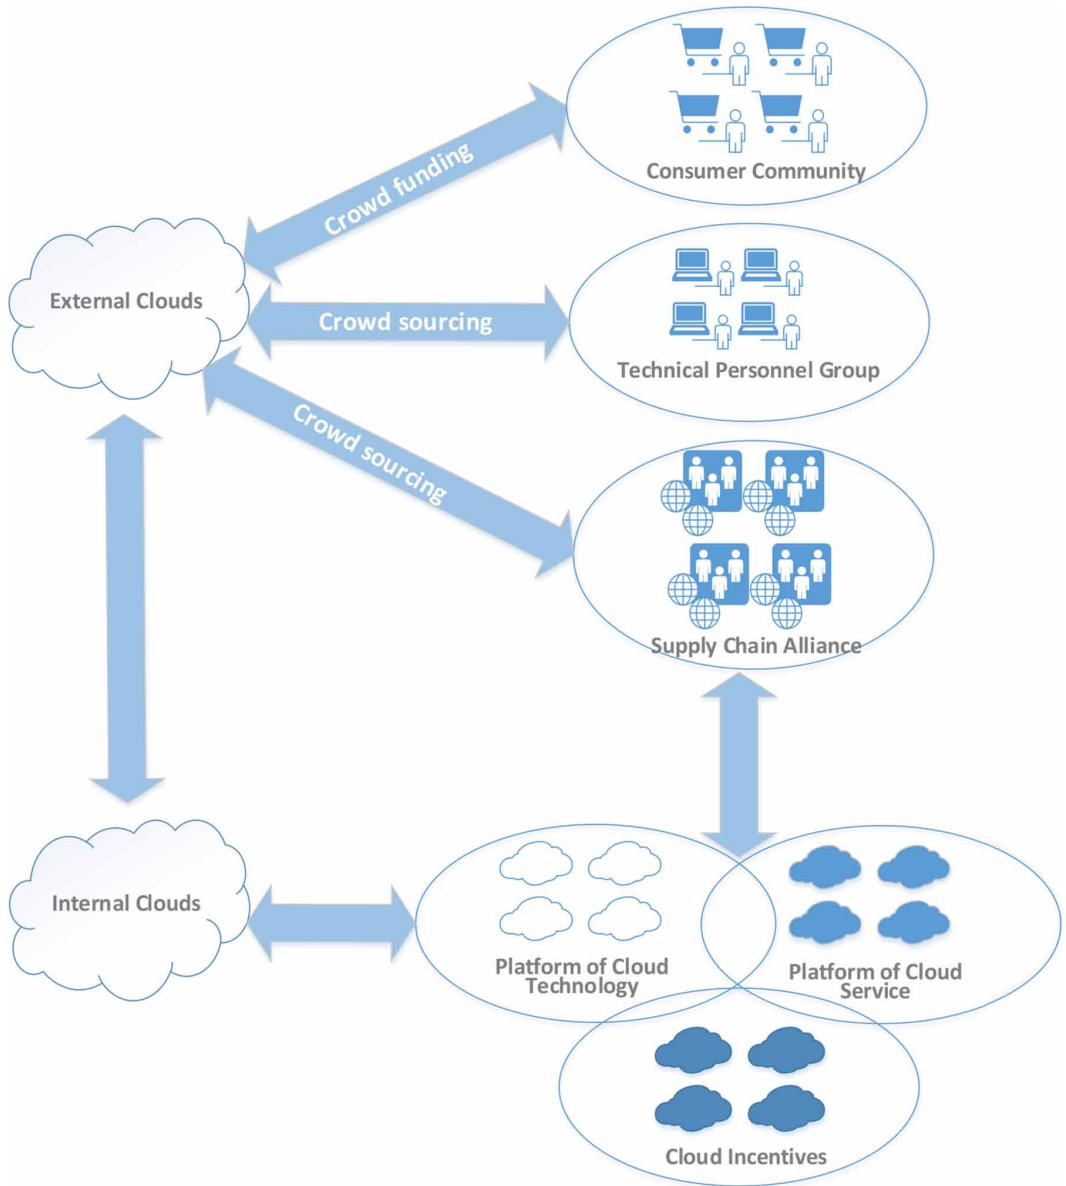 Consumer Community
Crowd funding
External Clouds
Crowd sourcing
Technical Personnel Group
Crowd sourcing
Supply Chain Alliance
Internal Clouds
Platform of Cloud
Technology
Platform of Cloud
Service
Cloud Incentives